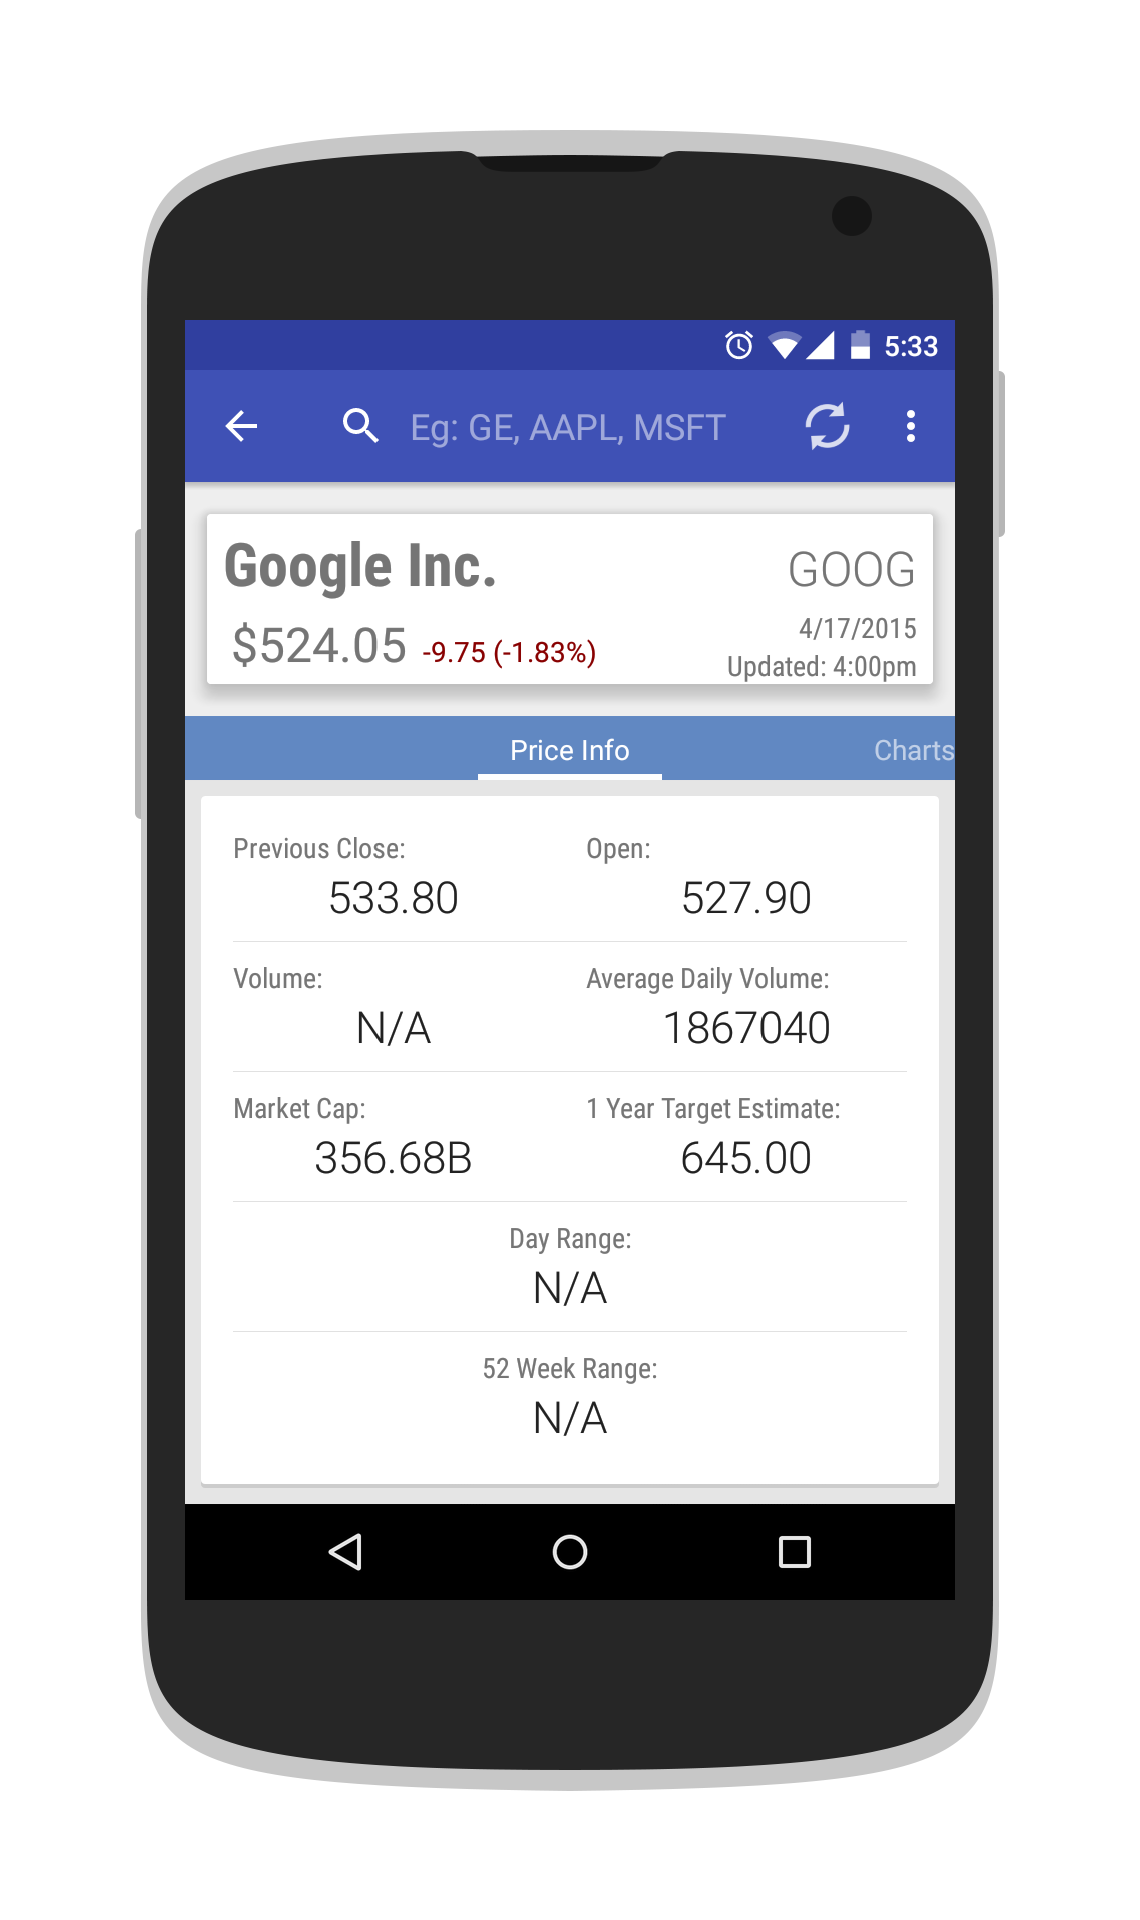 5:33
Eg: GE, AAPL, MSFT
Google Inc. GOOG
4/17/2015
$524.05 -9.75 (-1.83%)
Updated: 4:00pm
Price Info Charts
Previous Close: Open:
533.80 527.90
Volume: Average Daily Volume:
N/A 1867040
Market Cap: 1 Year Target Estimate:
356.68B 645.00
Day Range:
N/A
52 Week Range:
N/A